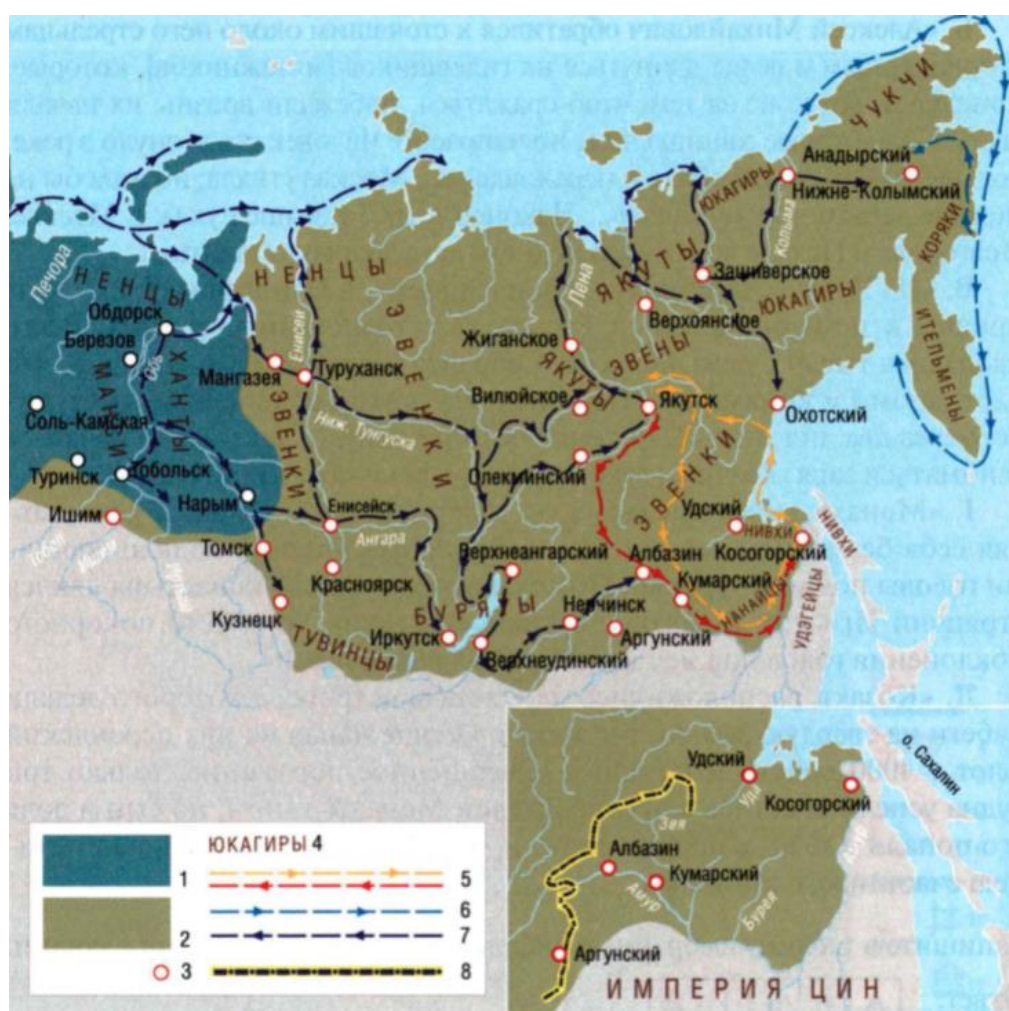 ЧУКЧИ
Анадырский
ЮКАГИРЫ
Нижне-Колымский
КОРЯКИ
Колыма
Печора
НЕНЦЫ
НЕНЦЫ
Лена
ЯКУТЫ
Зашиверское
ЮКАГИРЫ
Обдорск
ЭВЕНКИ
Верхоянское
ИТЕЛЬМЕНЫ
Березов
Обь
ХАНТЫ
Енисей
Жиганское
ЭВЕНЫ
МАНСИ
Мангазея
Туруханск
ЯКУТЫ
Вилюйское
Якутск
Охотский
Соль-Камская
ЭВЕНКИ
Ниж. Тунгуска
Туринск
Тобольск
Олекминский
ЭВЕНКИ
Нарым
Удский
Ишим
Енисейск
НИВХИ
НИВХИ
Томск
Ангара
Верхнеангарский
Албазин
Косогорский
Красноярск
Кумарский
Кузнецк
БУРЯТЫ
Нерчинск
НАНАЙЦЫ
УДЭГЕЙЦЫ
ТУВИНЦЫ
Иркутск
Аргунский
Верхнеудинский
о. Сахалин
Удский
Уда
Косогорский
Зея
Албазин
Кумарский
Амур
Бурея
Амур
Аргунский
ИМПЕРИЯ ЦИН
ЮКАГИРЫ 4
1
5
2
6
7
3
8